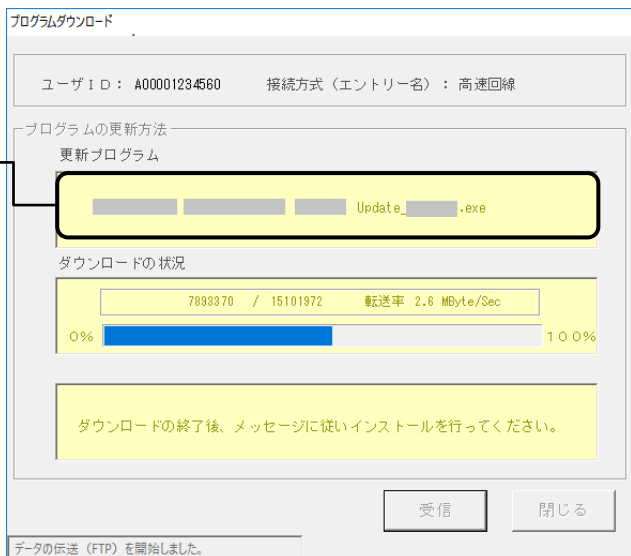 プログラムダウンロード
ユーザID： A00001234560 接続方式（エントリー名）：高速回線
プログラムの更新方法
更新プログラム
Update_ .exe
ダウンロードの状況
7893370 / 15101972 転送率 2.6 MByte/Sec
0% 100%
ダウンロードの終了後、メッセージに従いインストールを行ってください。
受信 閉じる
データの伝送（FTP）を開始しました。